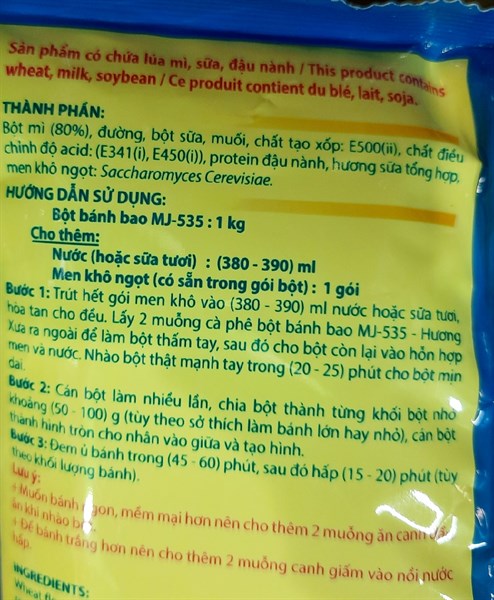 Sản phẩm có chứa lúa mì, sữa, đậu nành / This product contains
wheat, milk, soybean / Ce produit contient du blé, lait, soja.
THÀNH PHẦN:
Bột mì (80%), đường, bột sữa, muối, chất tạo xốp: E500(ii), chất điều
chỉnh độ acid: (E341(i), E450(i)), protein đậu nành, hương sữa tổng hợp,
men khô ngọt: Saccharomyces Cerevisiae.
HƯỚNG DẪN SỬ DỤNG:
Bột bánh bao MJ-535 : 1 kg
Cho thêm:
Nước (hoặc sữa tươi) : (380 - 390) ml
Men khô ngọt (có sẵn trong gói bột) : 1 gói
Bước 1: Trút hết gói men khô vào (380 - 390) ml nước hoặc sữa tươi,
hòa tan cho đều. Lấy 2 muỗng cà phê bột bánh bao MJ-535 - Hương
Xưa ra ngoài để làm bột thấm tay, sau đó cho bột còn lại vào hỗn hợp
men và nước. Nhào bột thật mạnh tay trong (20 - 25) phút cho bột mịn
dai.
Bước 2: Cán bột làm nhiều lần, chia bột thành từng khối bột nhỏ
khoảng (50 - 100) g (tùy theo sở thích làm bánh lớn hay nhỏ), cán bột
thành hình tròn cho nhân vào giữa và tạo hình.
Bước 3: Đem ủ bánh trong (45 - 60) phút, sau đó hấp (15 - 20) phút (tùy
theo khối lượng bánh).
Lưu ý:
+ Muốn bánh ngon, mềm mại hơn nên cho thêm 2 muỗng ăn canh
ăn khi nhào
+ Để bánh trắng hơn nên cho thêm 2 muỗng canh giấm vào nồi nước
hấp.
INGREDIENTS:
Wheat